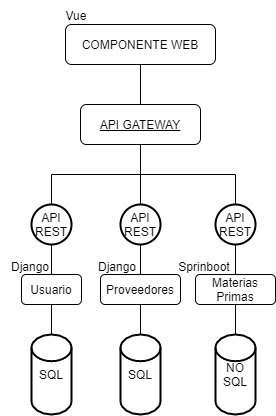 Vue
COMPONENTE WEB
API GATEWAY
API
REST
API
REST
API
REST
Django
Django
Sprinboot
Usuario
Proveedores
Materias
Primas
SQL
SQL
NO
SQL